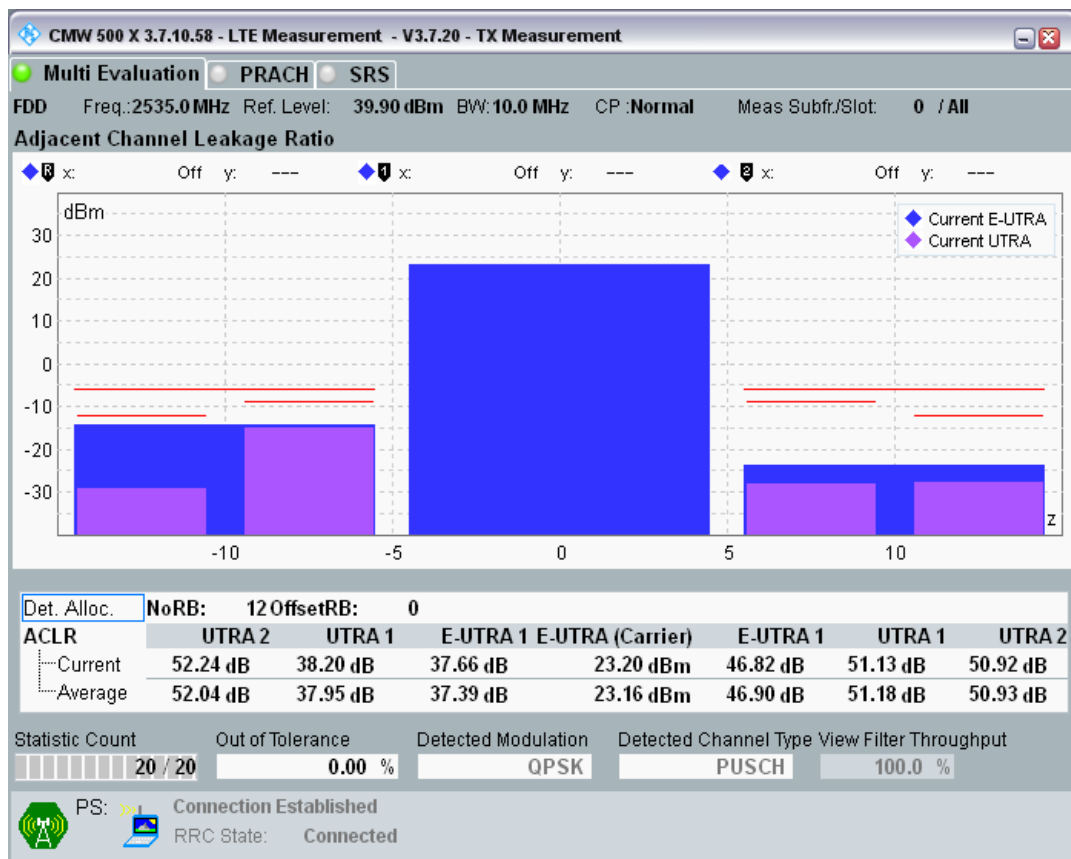 CMW 500 X 3.7.10.58 - LTE Measurement - V3.7.20 - TX Measurement
Multi Evaluation PRACH SRS
FDD Freq.:2535.0 MHz Ref. Level: 39.90 dBm BW: 10.0 MHz CP :Normal Meas Subfr./Slot: 0 / All
Adjacent Channel Leakage Ratio
R x: Off y: --- 1 x: Off y: --- 2 x: Off y: ---
dBm
Current E-UTRA
Current UTRA
30
20
10
0
-10
-20
-30
z
-10 -5 0 5 10
Det. Alloc. NoRB: 12 OffsetRB: 0
ACLR UTRA 2 UTRA 1 E-UTRA 1 E-UTRA (Carrier) E-UTRA 1 UTRA 1 UTRA 2
Current 52.24 dB 38.20 dB 37.66 dB 23.20 dBm 46.82 dB 51.13 dB 50.92 dB
Average 52.04 dB 37.95 dB 37.39 dB 23.16 dBm 46.90 dB 51.18 dB 50.93 dB
Statistic Count Out of Tolerance Detected Modulation Detected Channel Type View Filter Throughput
20 / 20 0.00 % QPSK PUSCH 100.0 %
PS: Connection Established
RRC State: Connected